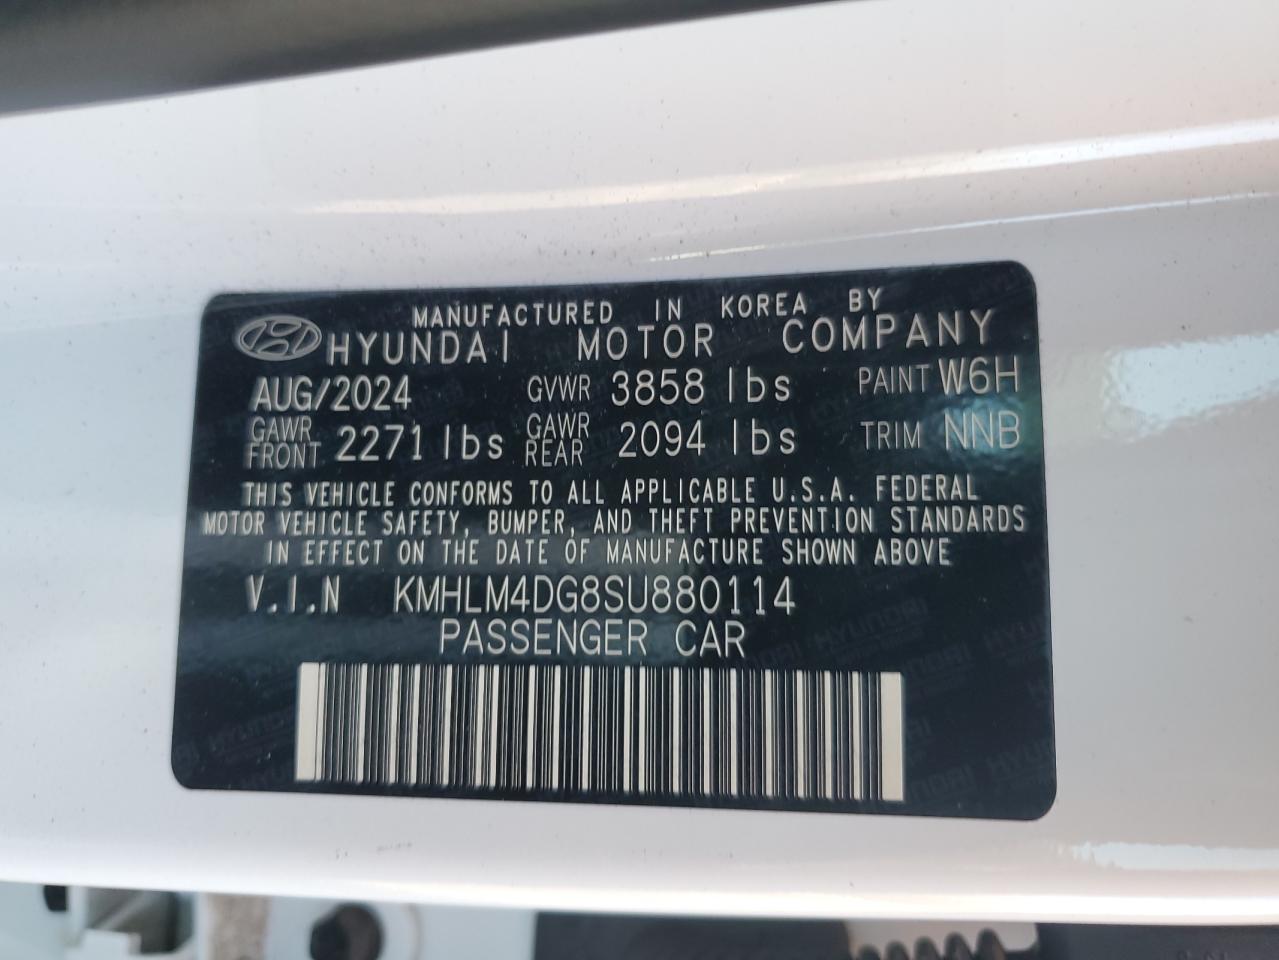 MANUFACTURED IN KOREA BY
HYUNDAI MOTOR COMPANY
AUG/2024 GVWR 3858 lbs PAINT W6H
GAWR FRONT 2271 lbs GAWR REAR 2094 lbs TRIM NNB
THIS VEHICLE CONFORMS TO ALL APPLICABLE U.S.A. FEDERAL
MOTOR VEHICLE SAFETY, BUMPER, AND THEFT PREVENTION STANDARDS
IN EFFECT ON THE DATE OF MANUFACTURE SHOWN ABOVE
V.I.N KMHLM4DG8SU880114
PASSENGER CAR